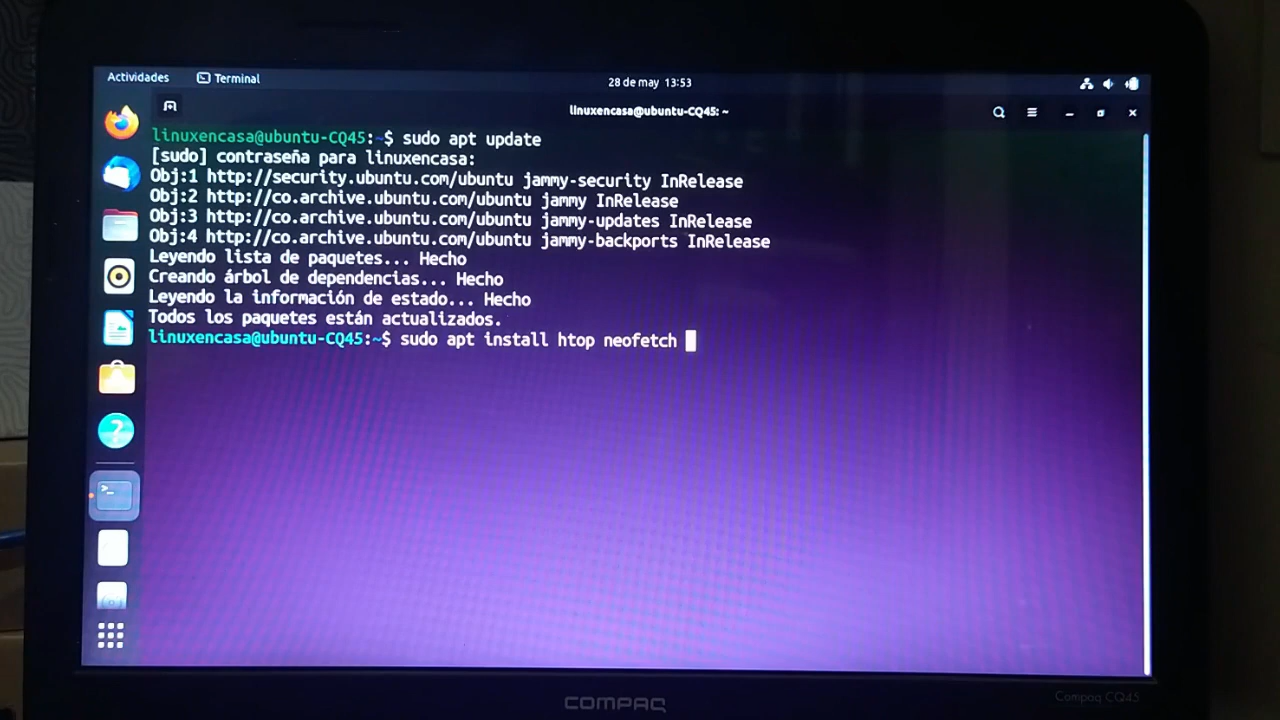 Actividades
Terminal
28 de may 13:53
linuxencasa@ubuntu-CQ45: ~
linuxencasa@ubuntu-CQ45:~$ sudo apt update
[sudo] contraseña para linuxencasa:
Obj:1 http://security.ubuntu.com/ubuntu jammy-security InRelease
Obj:2 http://co.archive.ubuntu.com/ubuntu jammy InRelease
Obj:3 http://co.archive.ubuntu.com/ubuntu jammy-updates InRelease
Obj:4 http://co.archive.ubuntu.com/ubuntu jammy-backports InRelease
Leyendo lista de paquetes... Hecho
Creando árbol de dependencias... Hecho
Leyendo la información de estado... Hecho
Todos los paquetes están actualizados.
linuxencasa@ubuntu-CQ45:~$ sudo apt install htop neofetch
COMPAQ
Compaq CQ45